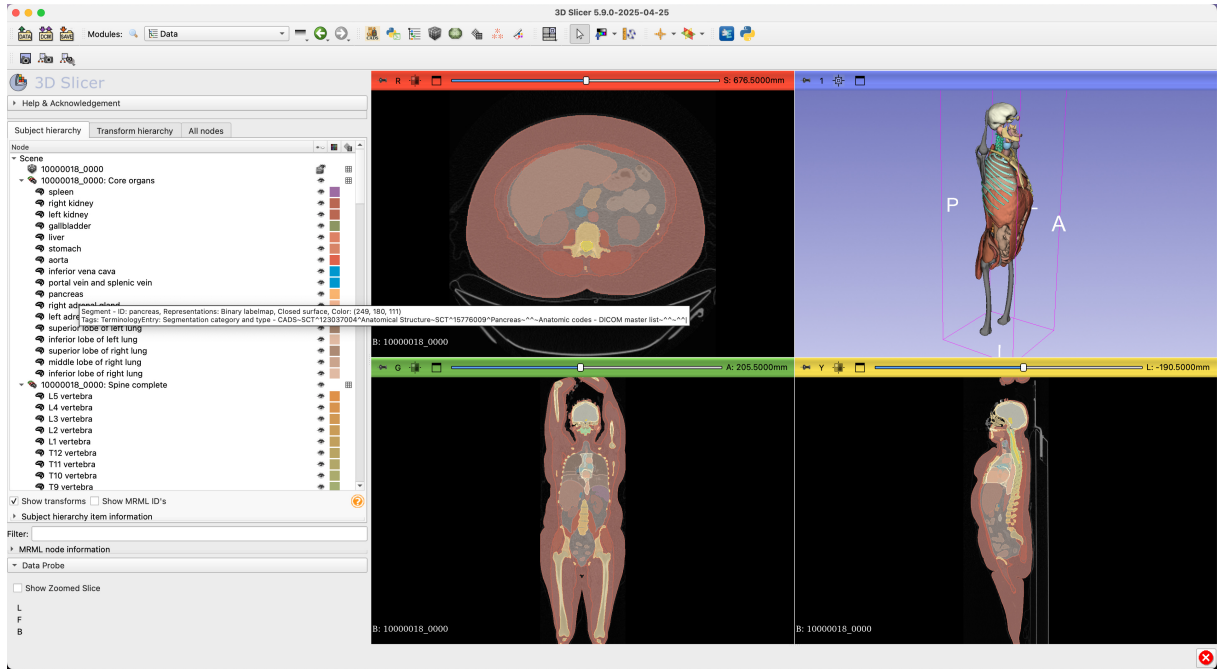 3D Slicer 5.9.0-2025-04-25
DATA
DCM
SAVE
Modules:
Data
3D Slicer
Help & Acknowledgement
Subject hierarchy
Transform hierarchy
All nodes
Node
Scene
10000018_0000
10000018_0000: Core organs
spleen
right kidney
left kidney
gallbladder
liver
stomach
aorta
inferior vena cava
portal vein and splenic vein
pancreas
right adrenal gland
left adre
Segment - ID: pancreas, Representations: Binary labelmap, Closed surface, Color: (249, 180, 111)
Tags: TerminologyEntry: Segmentation category and type - CADS~SCT^123037004^Anatomical Structure~SCT^15776009^Pancreas~^^~Anatomic codes - DICOM master list~^^~^^|
superior lobe of left lung
inferior lobe of left lung
superior lobe of right lung
middle lobe of right lung
inferior lobe of right lung
10000018_0000: Spine complete
L5 vertebra
L4 vertebra
L3 vertebra
L2 vertebra
L1 vertebra
T12 vertebra
T11 vertebra
T10 vertebra
T9 vertebra
Show transforms
Show MRML ID's
Subject hierarchy item information
Filter:
MRML node information
Data Probe
Show Zoomed Slice
L
F
B
R
S: 676.5000mm
B: 10000018_0000
1
P
A
G
A: 205.5000mm
B: 10000018_0000
Y
L: -190.5000mm
B: 10000018_0000